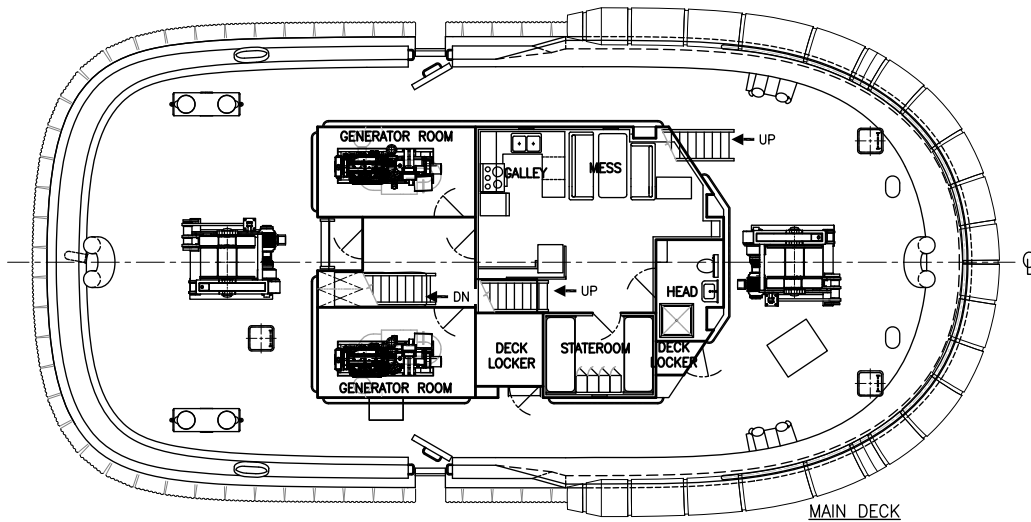 GENERATOR ROOM
UP
GALLEY
MESS
HEAD
DN
UP
DECK
LOCKER
STATEROOM
DECK
LOCKER
GENERATOR ROOM
MAIN DECK